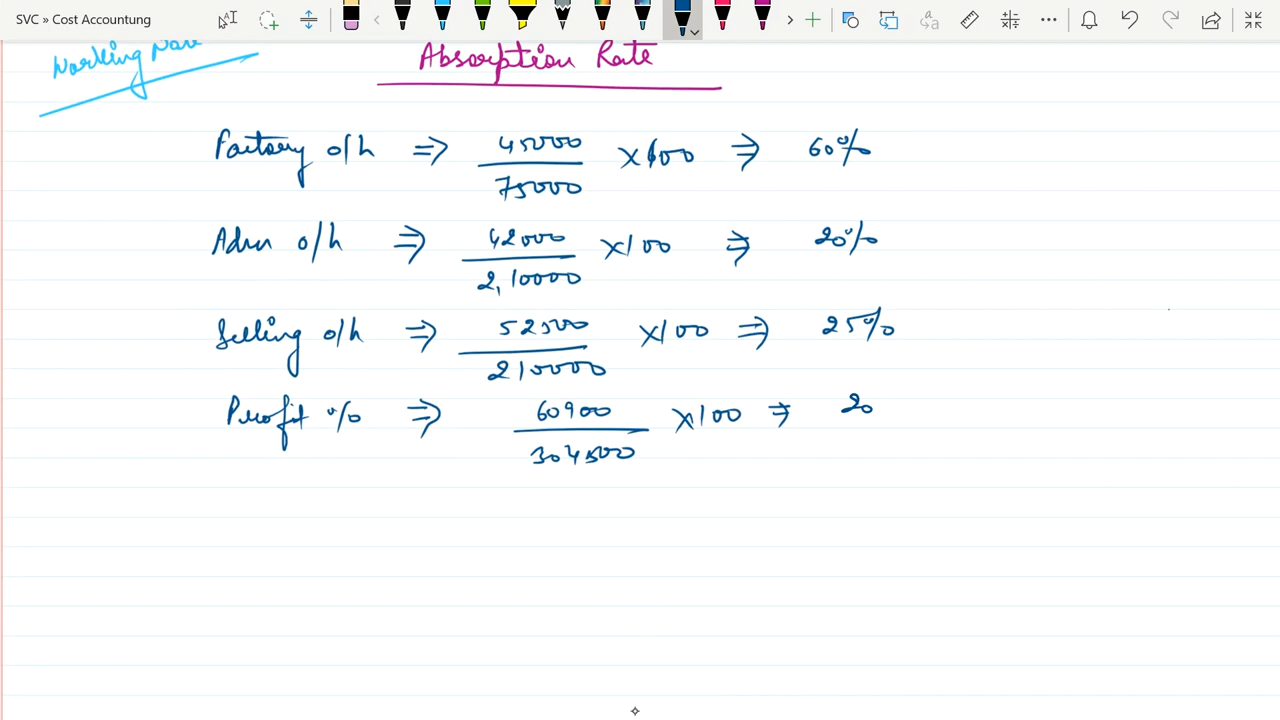 SVC » Cost Accountung
Working Note
Absorption Rate
Factory o/h ⇒ 45000/75000 ×100 ⇒ 60%
Adm o/h ⇒ 42000/2,10000 ×100 ⇒ 20%
Selling o/h ⇒ 52500/210000 ×100 ⇒ 25%
Profit % ⇒ 60900/304500 ×100 ⇒ 20